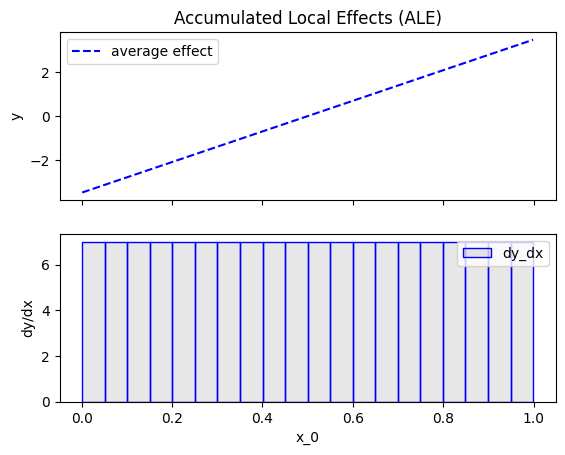 Accumulated Local Effects (ALE)
average effect
2
0
−2
y
dy_dx
6
4
2
0
dy/dx
0.0 0.2 0.4 0.6 0.8 1.0
x_0